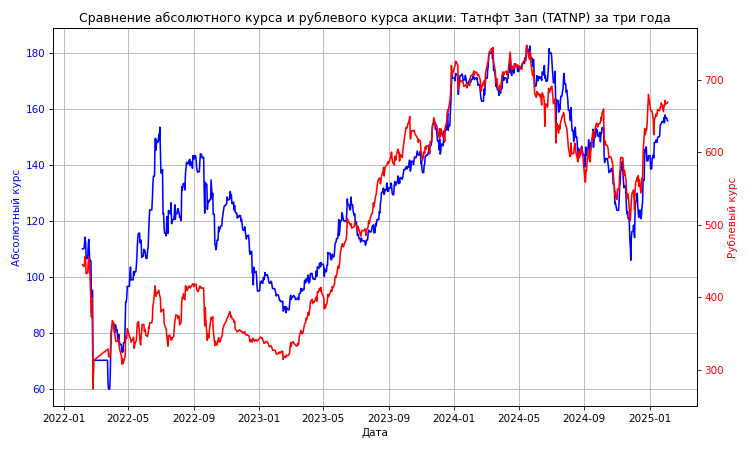 Сравнение абсолютного курса и рублевого курса акции: Татнфт 3ап (TATNP) за три года
Абсолютный курс
180
160
140
120
100
80
60
700
600
500
400
300
Рублевый курс
2022-01 2022-05 2022-09 2023-01 2023-05 2023-09 2024-01 2024-05 2024-09 2025-01
Дата